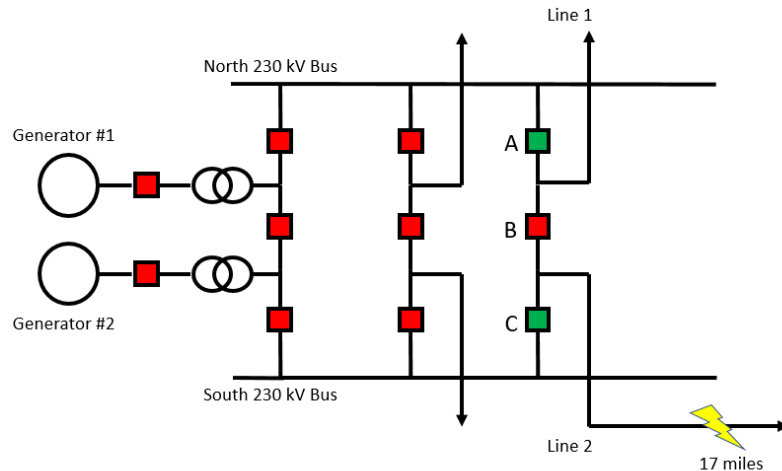 Line 1
North 230 kV Bus
Generator #1
A
B
Generator #2
C
South 230 kV Bus
Line 2
17 miles